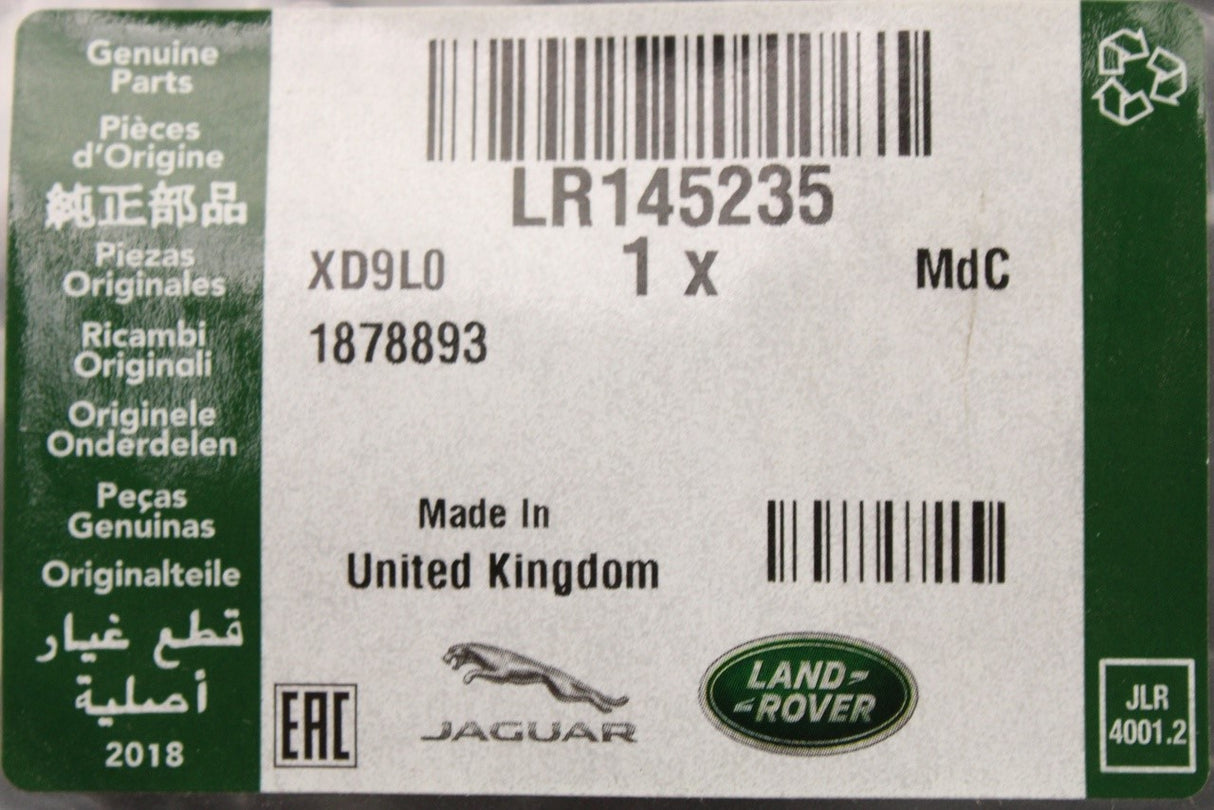 Genuine
Parts
Pièces
d'Origine
純正部品
Piezas
Originales
Ricambi
Originali
Originele
Onderdelen
Peças
Genuinas
Originalteile
قطع غيار
أصلية
2018
LR145235
XD9L0 1 x MdC
1878893
Made In
United Kingdom
EAC
JAGUAR
LAND-
-ROVER
JLR
4001.2